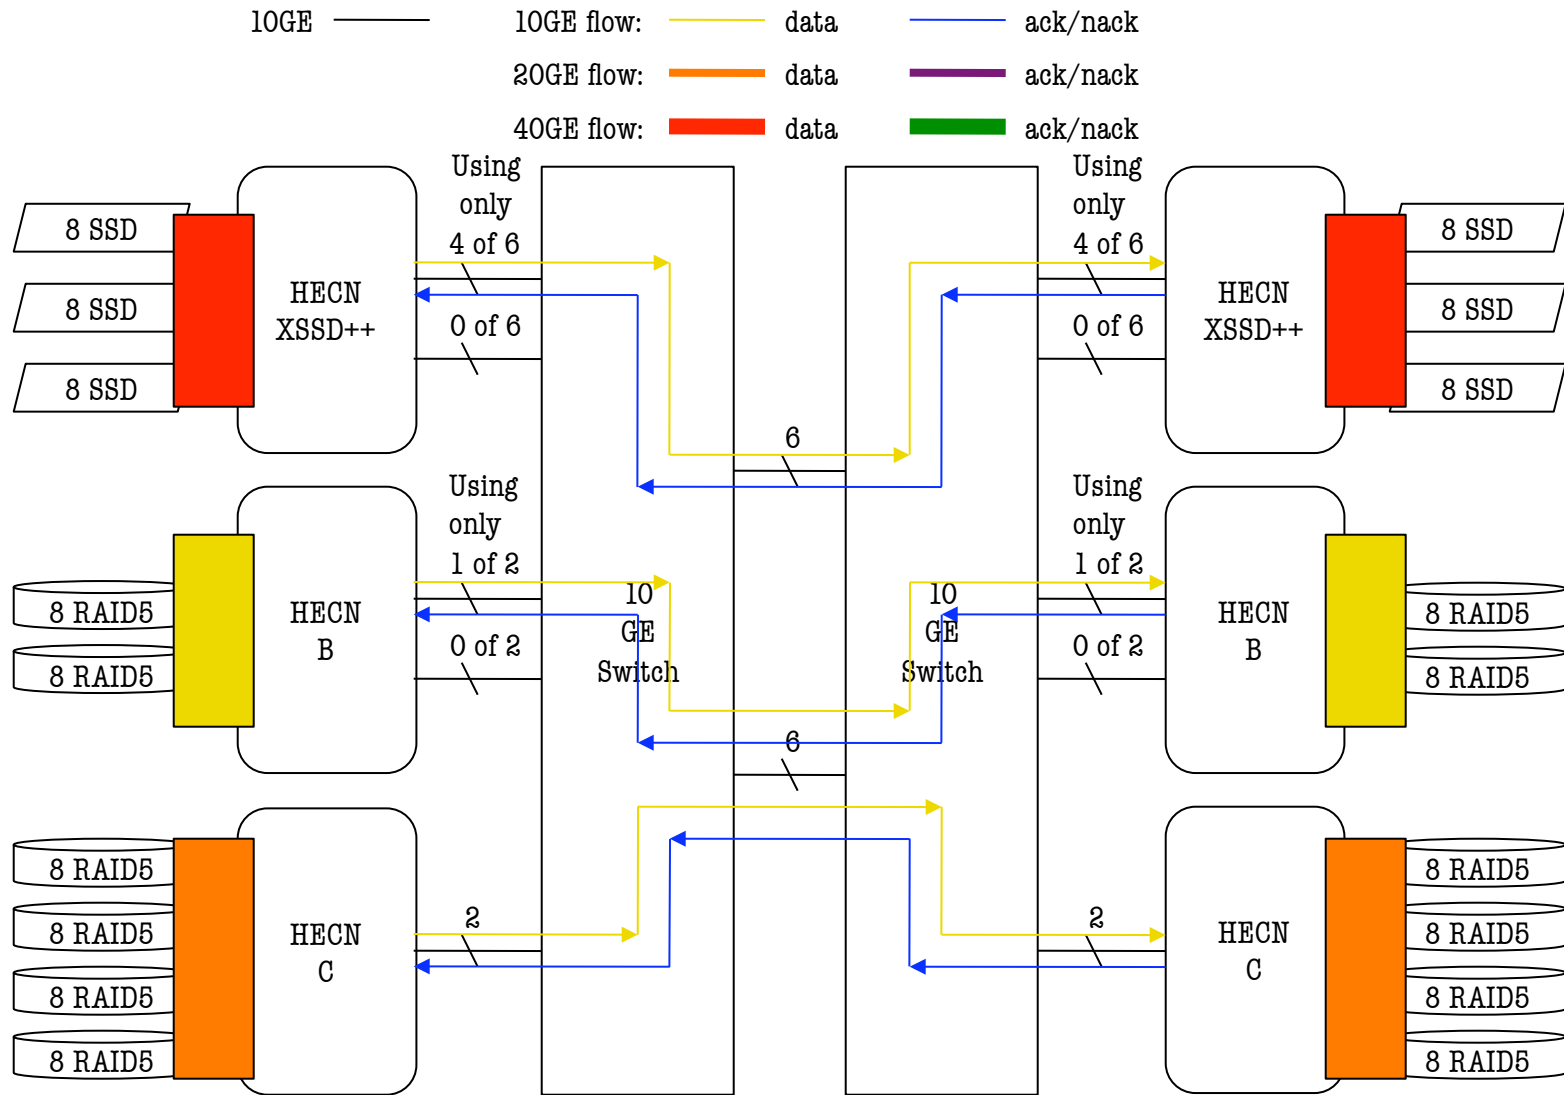 10GE 10GE flow: data ack/nack
20GE flow: data ack/nack
40GE flow: data ack/nack
Using
only
4 of 6
0 of 6
Using
only
4 of 6
0 of 6
8 SSD
8 SSD
8 SSD
HECN
XSSD++
HECN
XSSD++
8 SSD
8 SSD
8 SSD
6
Using
only
1 of 2
0 of 2
Using
only
1 of 2
0 of 2
8 RAID5
8 RAID5
HECN
B
10
GE
Switch
10
GE
Switch
HECN
B
8 RAID5
8 RAID5
6
8 RAID5
8 RAID5
8 RAID5
8 RAID5
HECN
C
2
2
HECN
C
8 RAID5
8 RAID5
8 RAID5
8 RAID5